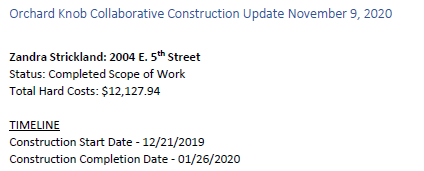 Orchard Knob Collaborative Construction Update November 9, 2020
Zandra Strickland: 2004 E. 5th Street
Status: Completed Scope of Work
Total Hard Costs: $12,127.94
TIMELINE
Construction Start Date - 12/21/2019
Construction Completion Date - 01/26/2020